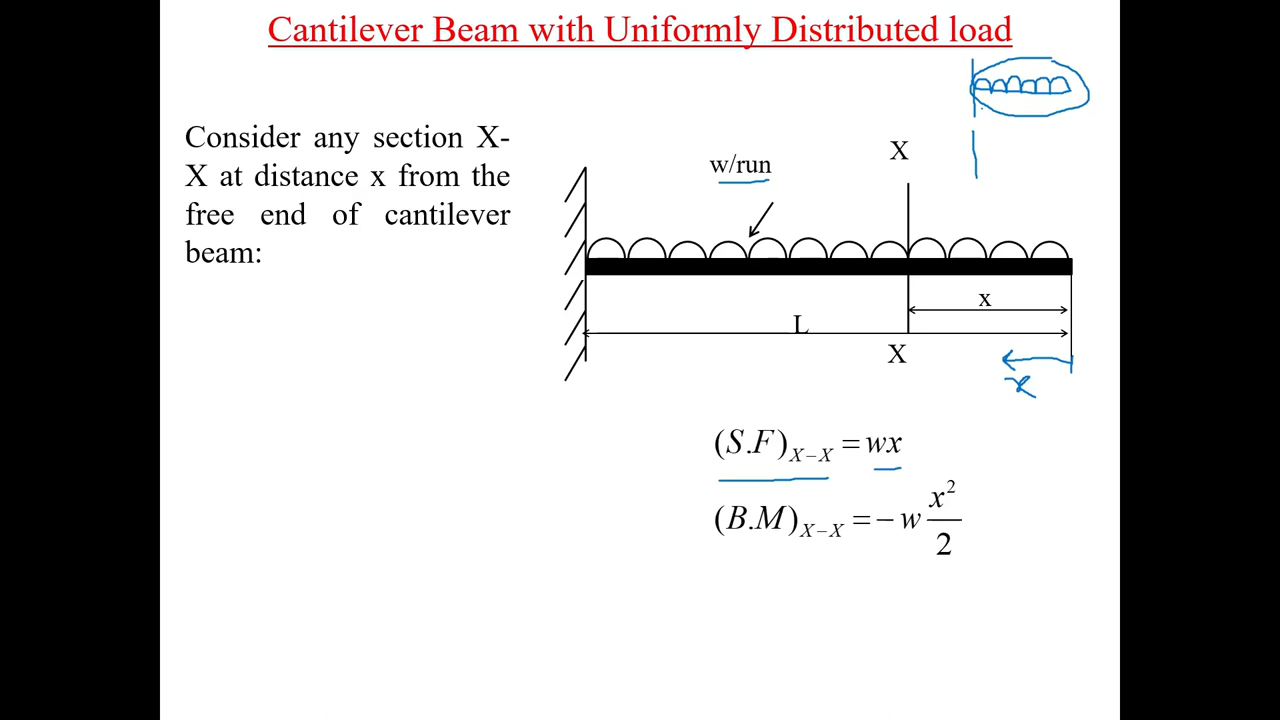 Cantilever Beam with Uniformly Distributed load
Consider any section X-
X at distance x from the
free end of cantilever
beam:
w/run
X
x
L
X
x
(S.F)_{X-X} = wx
(B.M)_{X-X} = -w x^2/2